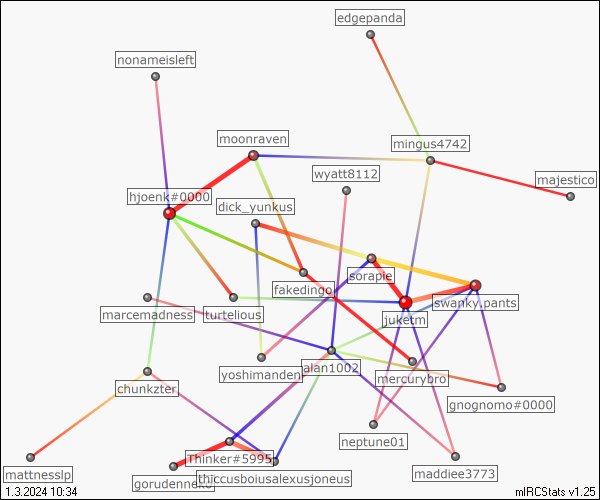 edgepanda
nonameisleft
moonraven
mingus4742
wyatt8112
majestico
hjoenk#0000
dick_yunkus
sorapie
fakedingo
swanky.pants
marcemadness
turtelious
juketm
yoshimanden
alan1002
mercurybro
chunkzter
gnognomo#0000
neptune01
Thinker#5995
mattnesslp
gorudenneko
thiccusboiusalexusjoneus
maddiee3773
1.3.2024 10:34
mIRCStats v1.25